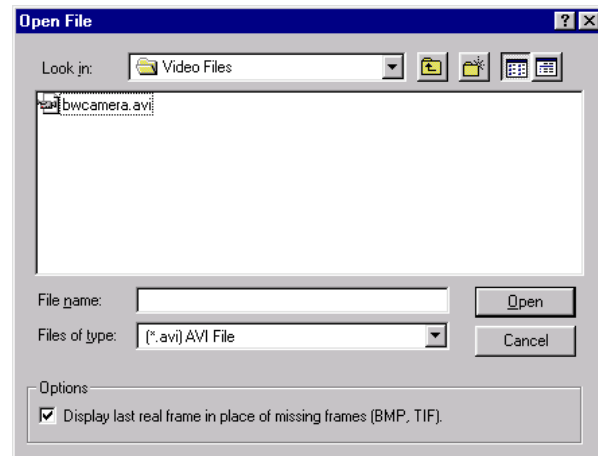 Open File
Look in: Video Files
bwcamera.avi
File name: Open
Files of type: (*.avi) AVI File Cancel
Options
Display last real frame in place of missing frames (BMP, TIF).